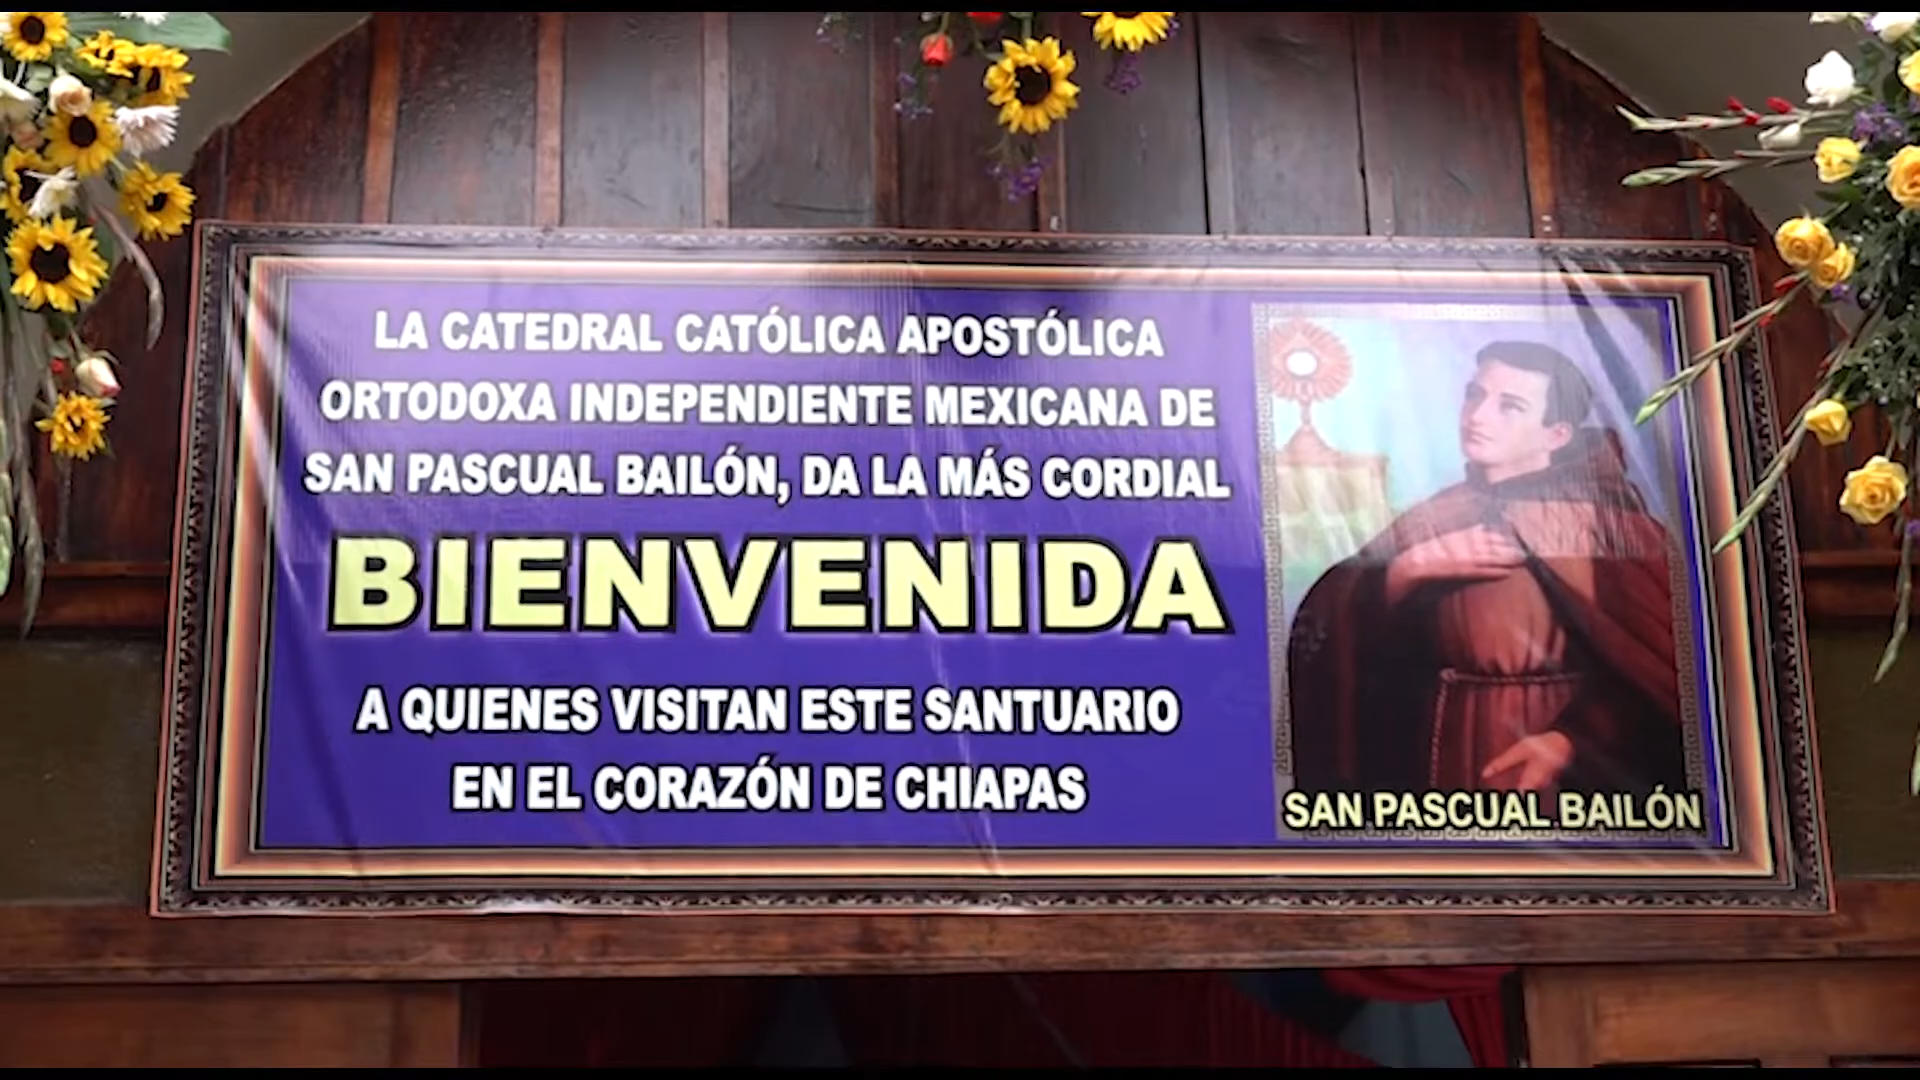 LA CATEDRAL CATÓLICA APOSTÓLICA
ORTODOXA INDEPENDIENTE MEXICANA DE
SAN PASCUAL BAILÓN, DA LA MÁS CORDIAL
BIENVENIDA
A QUIENES VISITAN ESTE SANTUARIO
EN EL CORAZÓN DE CHIAPAS
SAN PASCUAL BAILÓN